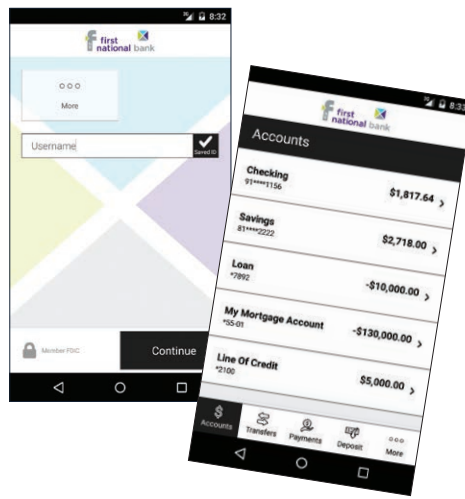 3G 8:32
first
national bank
More
Username
Saved ID
Member FDIC
Continue
8:33
first
national bank
Accounts
Checking
91****1156
$1,817.64
Savings
81****2222
$2,718.00
Loan
*7892
-$10,000.00
My Mortgage Account
*55-01
-$130,000.00
Line Of Credit
*2100
$5,000.00
Accounts
Transfers
Payments
Deposit
More